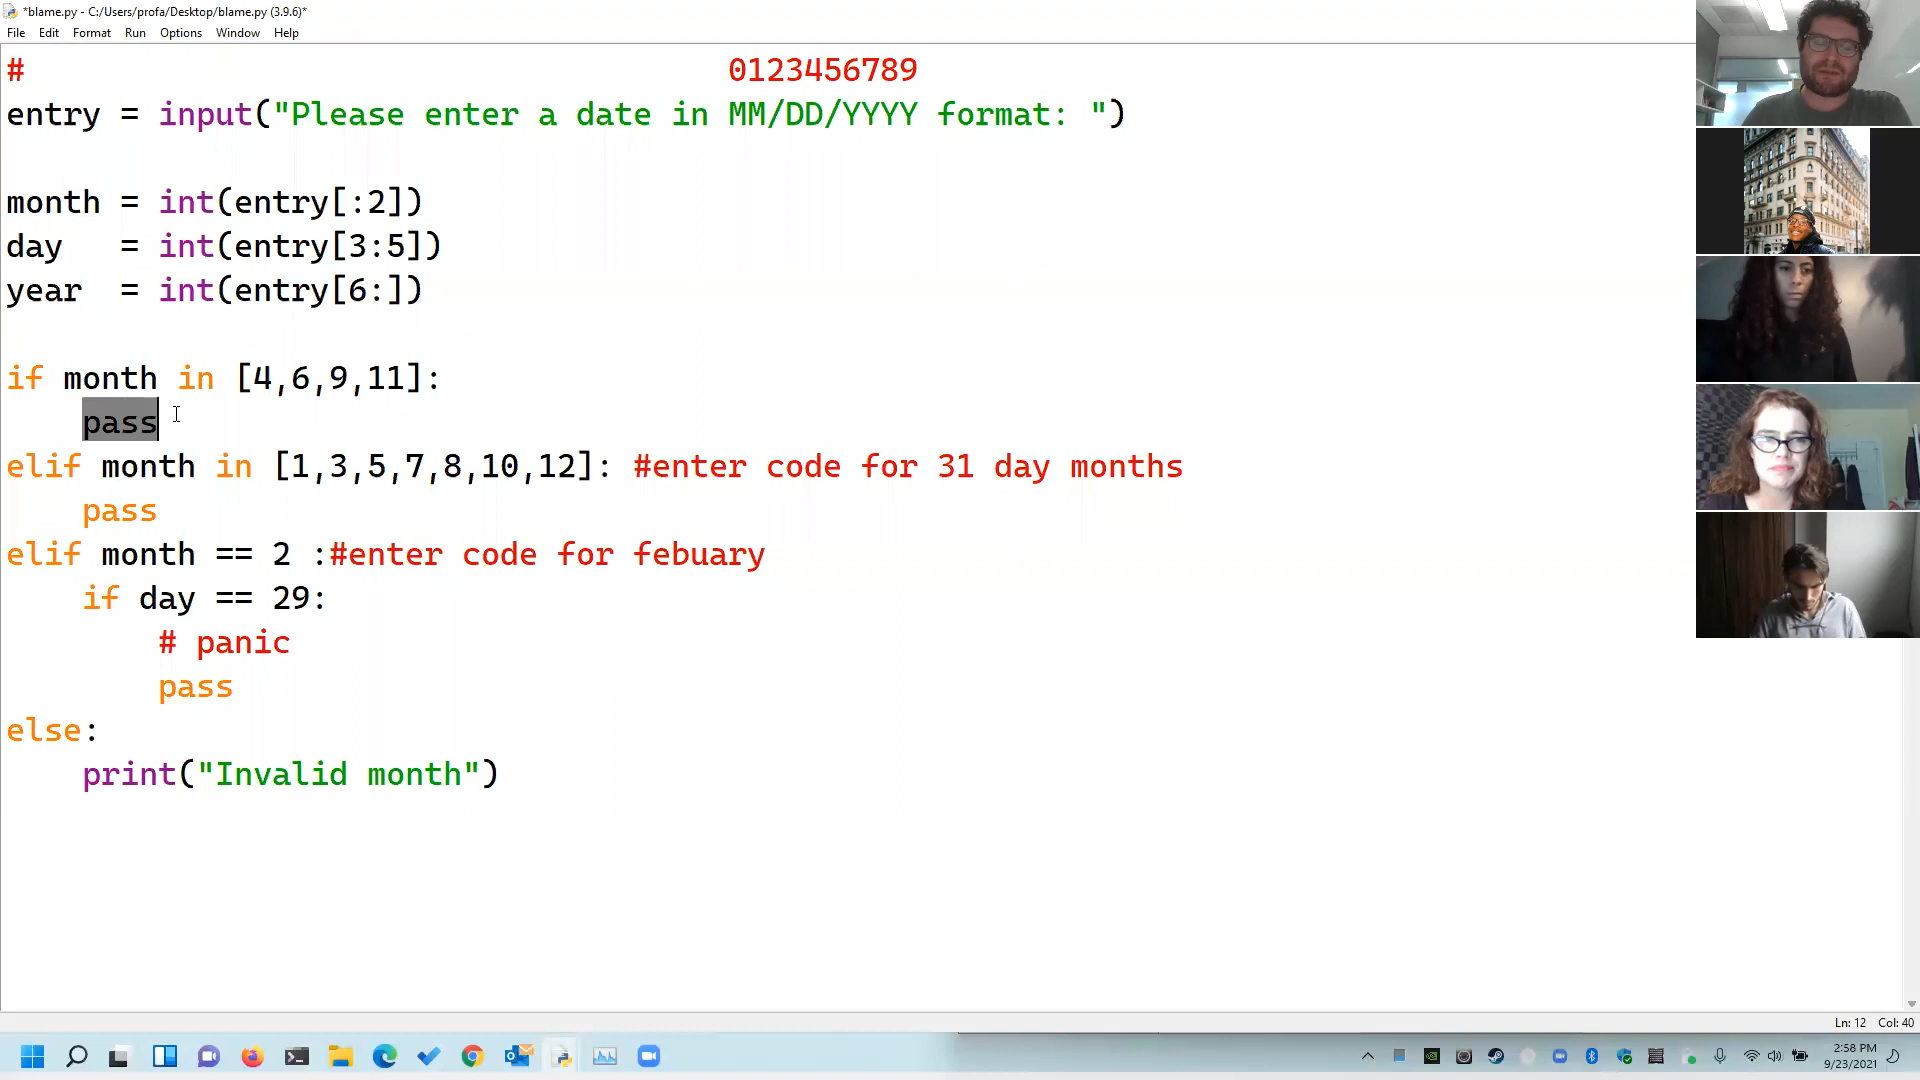 *blame.py - C:/Users/profa/Desktop/blame.py (3.9.6)*
File Edit Format Run Options Window Help
# 0123456789
entry = input("Please enter a date in MM/DD/YYYY format: ")
month = int(entry[:2])
day = int(entry[3:5])
year = int(entry[6:])
if month in [4,6,9,11]:
pass
elif month in [1,3,5,7,8,10,12]: #enter code for 31 day months
pass
elif month == 2 :#enter code for febuary
if day == 29:
# panic
pass
else:
print("Invalid month")
Ln: 12 Col: 40
2:58 PM
9/23/2021